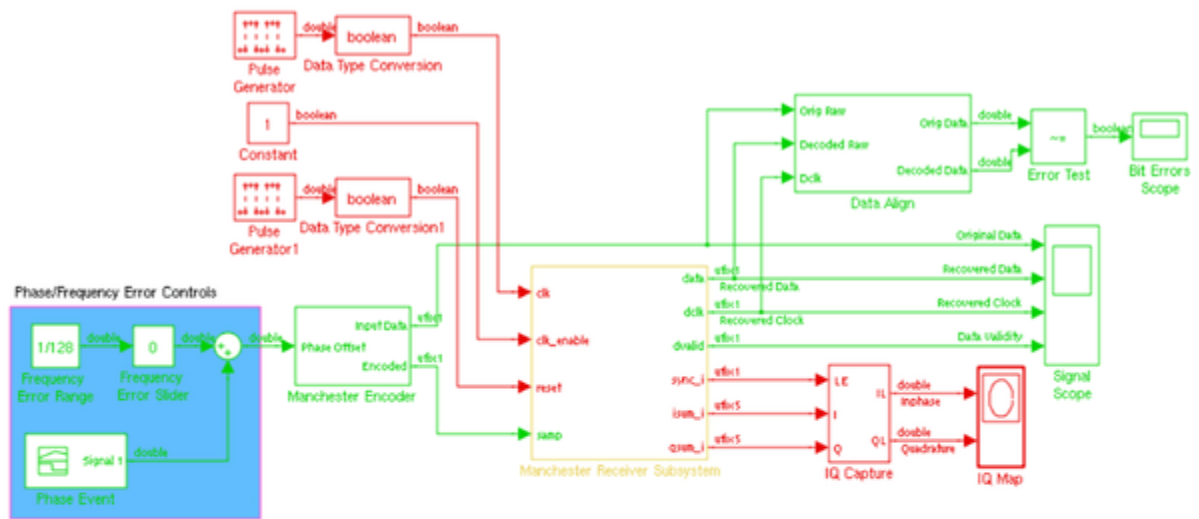 double
boolean
boolean
Pulse
Generator
Data Type Conversion
1
boolean
Constant
double
boolean
boolean
Pulse
Generator1
Data Type Conversion1
Orig Raw
Decoded Raw
Dclk
Orig Data
Decoded Data
Data Align
double
double
~=
Error Test
boolean
Bit Errors
Scope
Original Data
Recovered Data
Recovered Clock
Data Validity
Signal
Scope
Phase/Frequency Error Controls
1/128
double
0
double
double
Frequency
Error Range
Frequency
Error Slider
Signal 1
double
Phase Event
Phase Offset
Input Data
Encoded
ufix1
ufix1
Manchester Encoder
clk
clk_enable
reset
samp
data
dclk
dvalid
sync_i
isum_i
qsum_i
Manchester Receiver Subsystem
ufix1
Recovered Data
ufix1
Recovered Clock
ufix1
ufix1
ufix5
ufix5
LE
I
Q
IL
QL
IQ Capture
double
Inphase
double
Quadrature
IQ Map